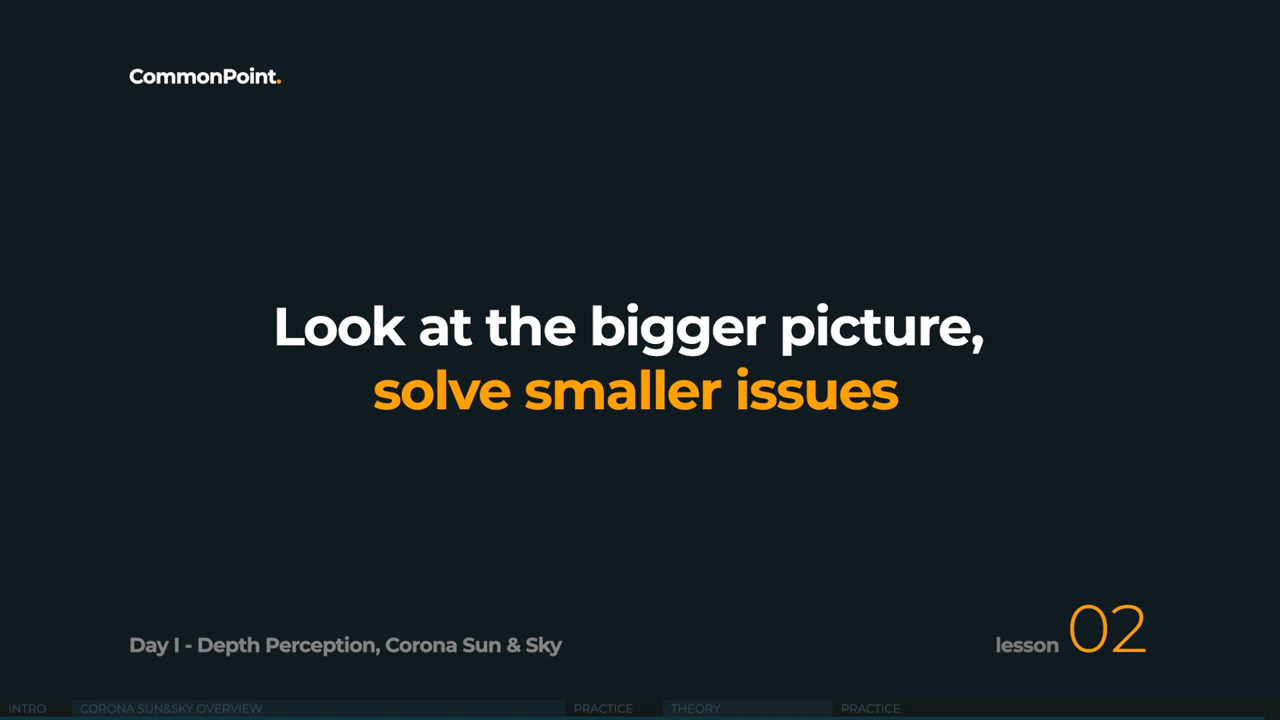 CommonPoint.
Look at the bigger picture,
solve smaller issues
Day I - Depth Perception, Corona Sun & Sky
lesson 02
INTRO CORONA SUN&SKY OVERVIEW PRACTICE THEORY PRACTICE